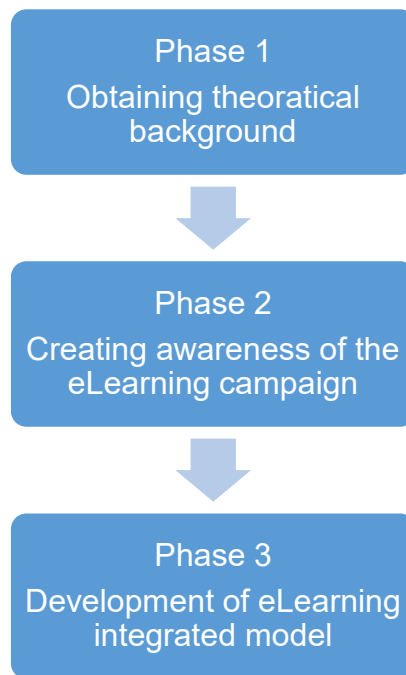 Phase 1
Obtaining theoratical
background
Phase 2
Creating awareness of the
eLearning campaign
Phase 3
Development of eLearning
integrated model